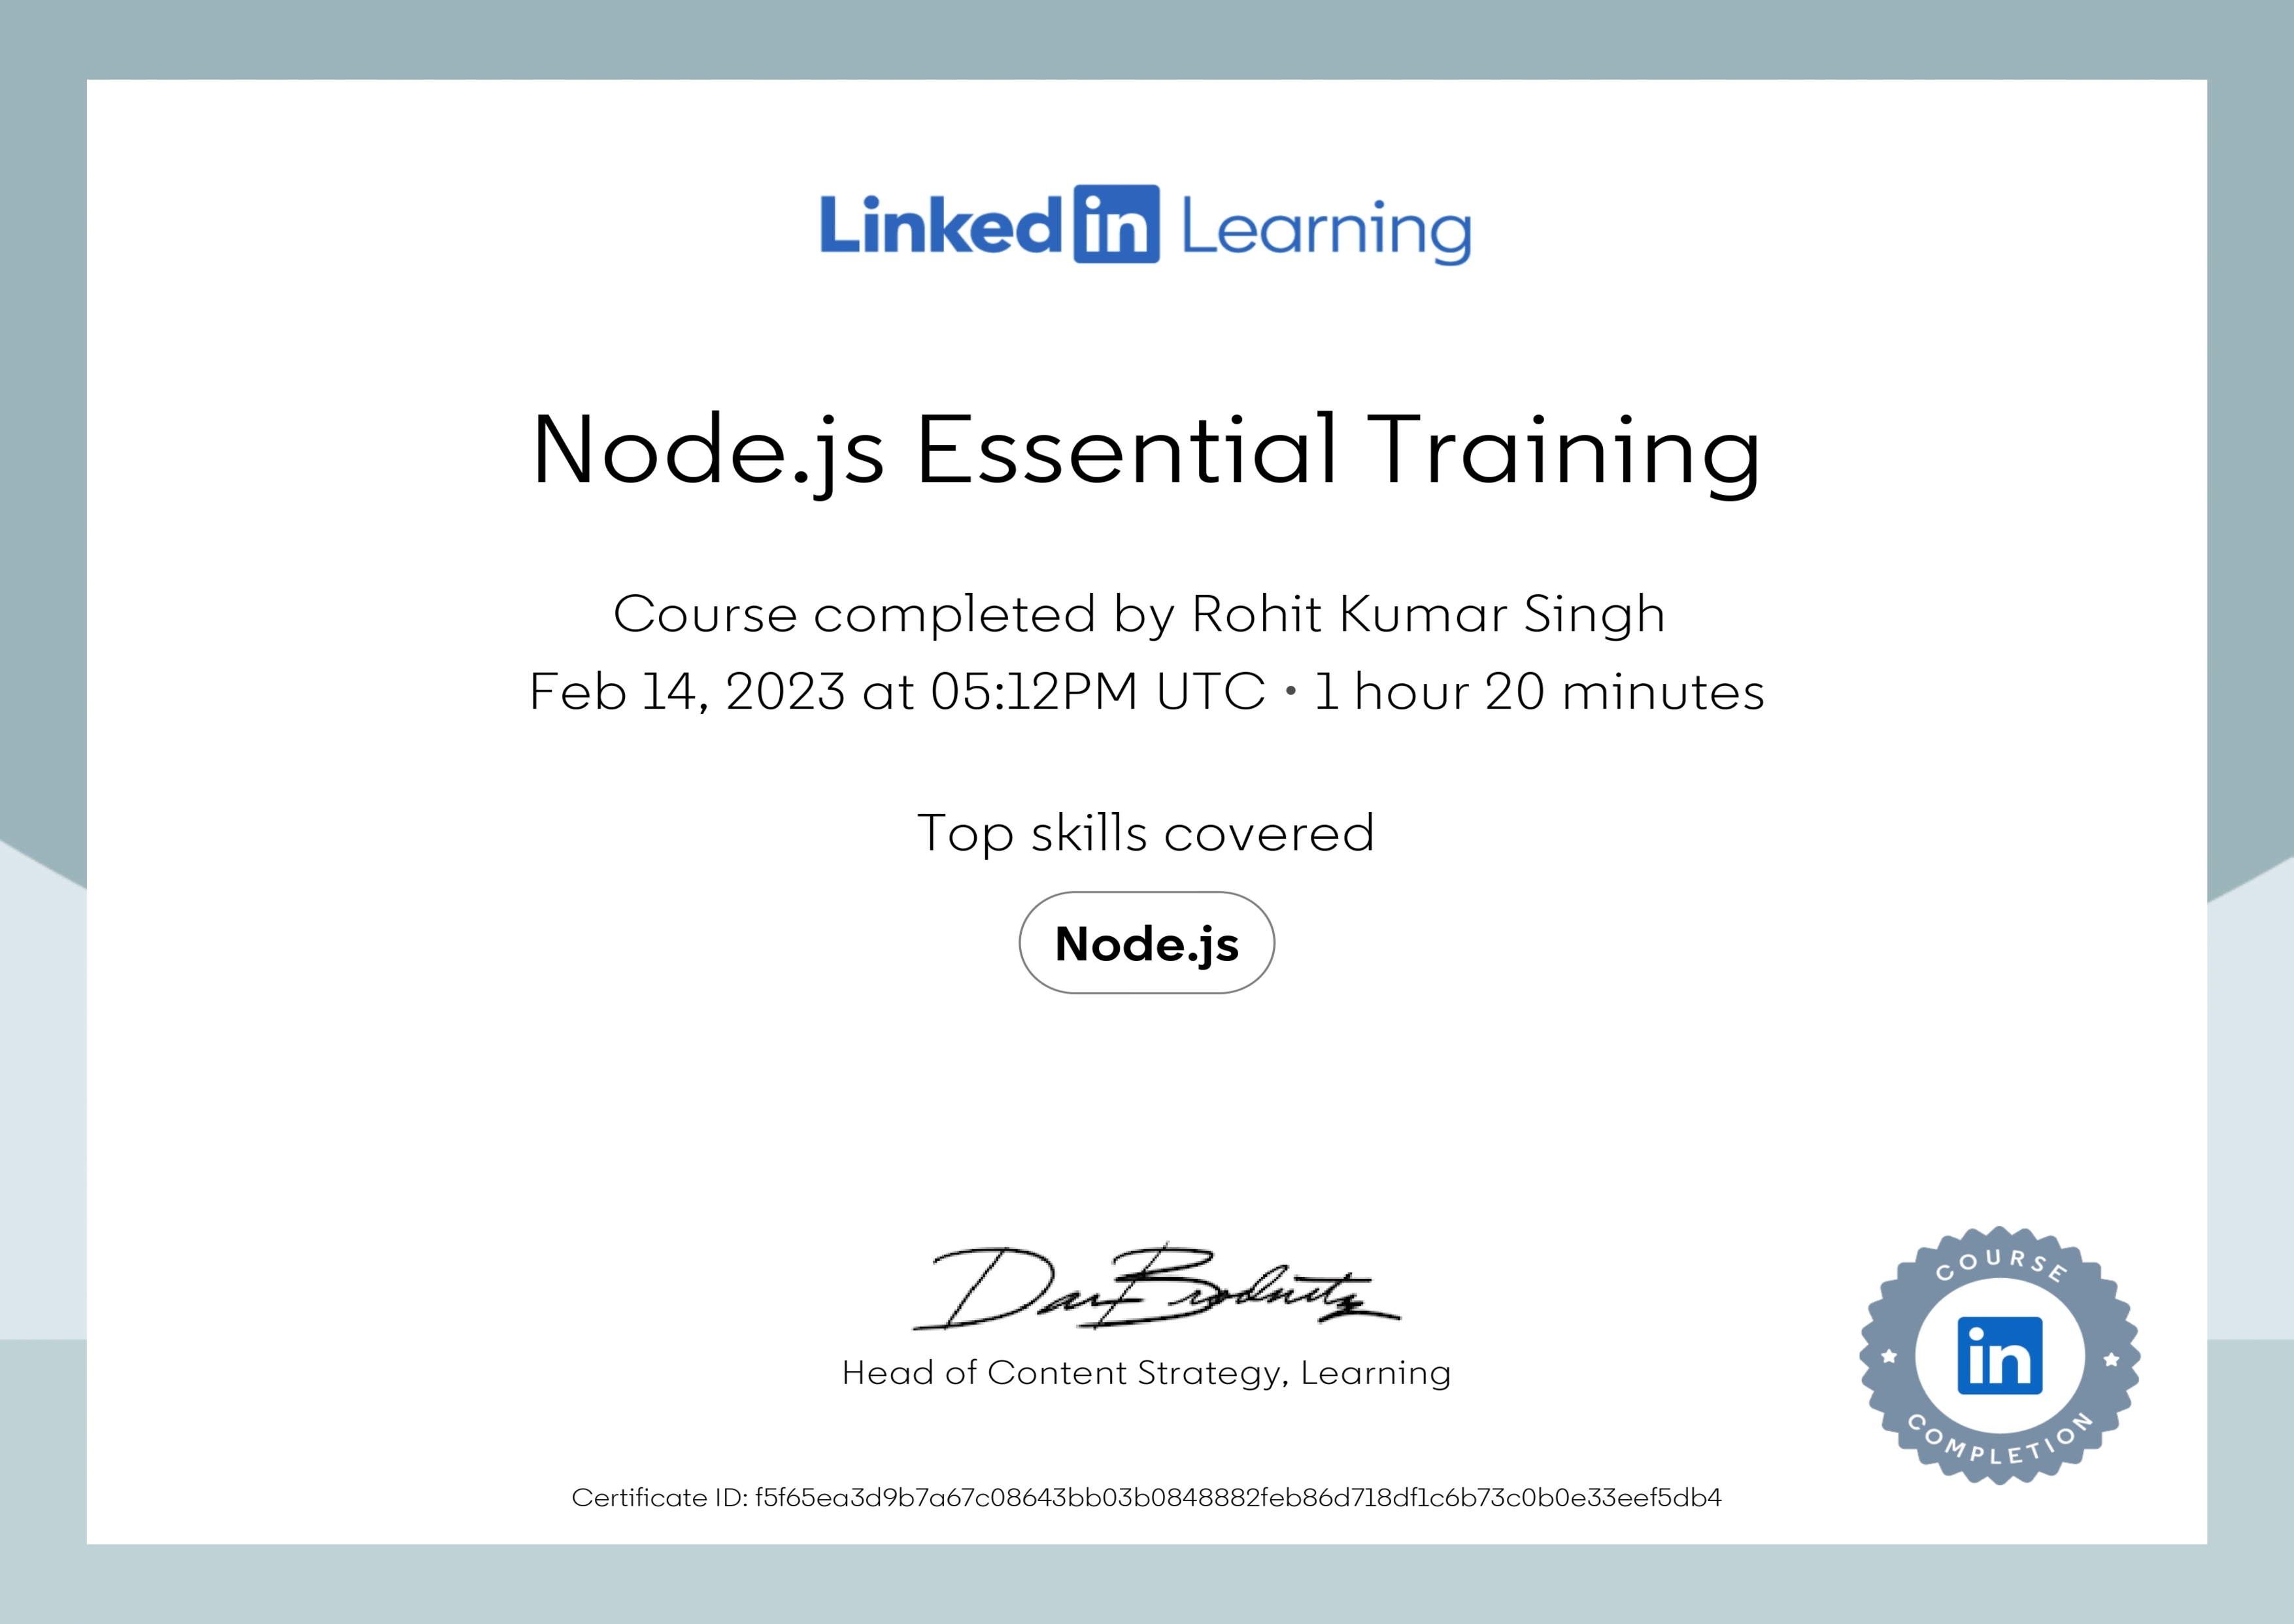 Linked in Learning
Node.js Essential Training
Course completed by Rohit Kumar Singh
Feb 14, 2023 at 05:12PM UTC • 1 hour 20 minutes
Top skills covered
Node.js
Dan Brodnitz
Head of Content Strategy, Learning
COURSE
in
COMPLETION
Certificate ID: f5f65ea3d9b7a67c08643bb03b0848882feb86d718df1c6b73c0b0e33eef5db4